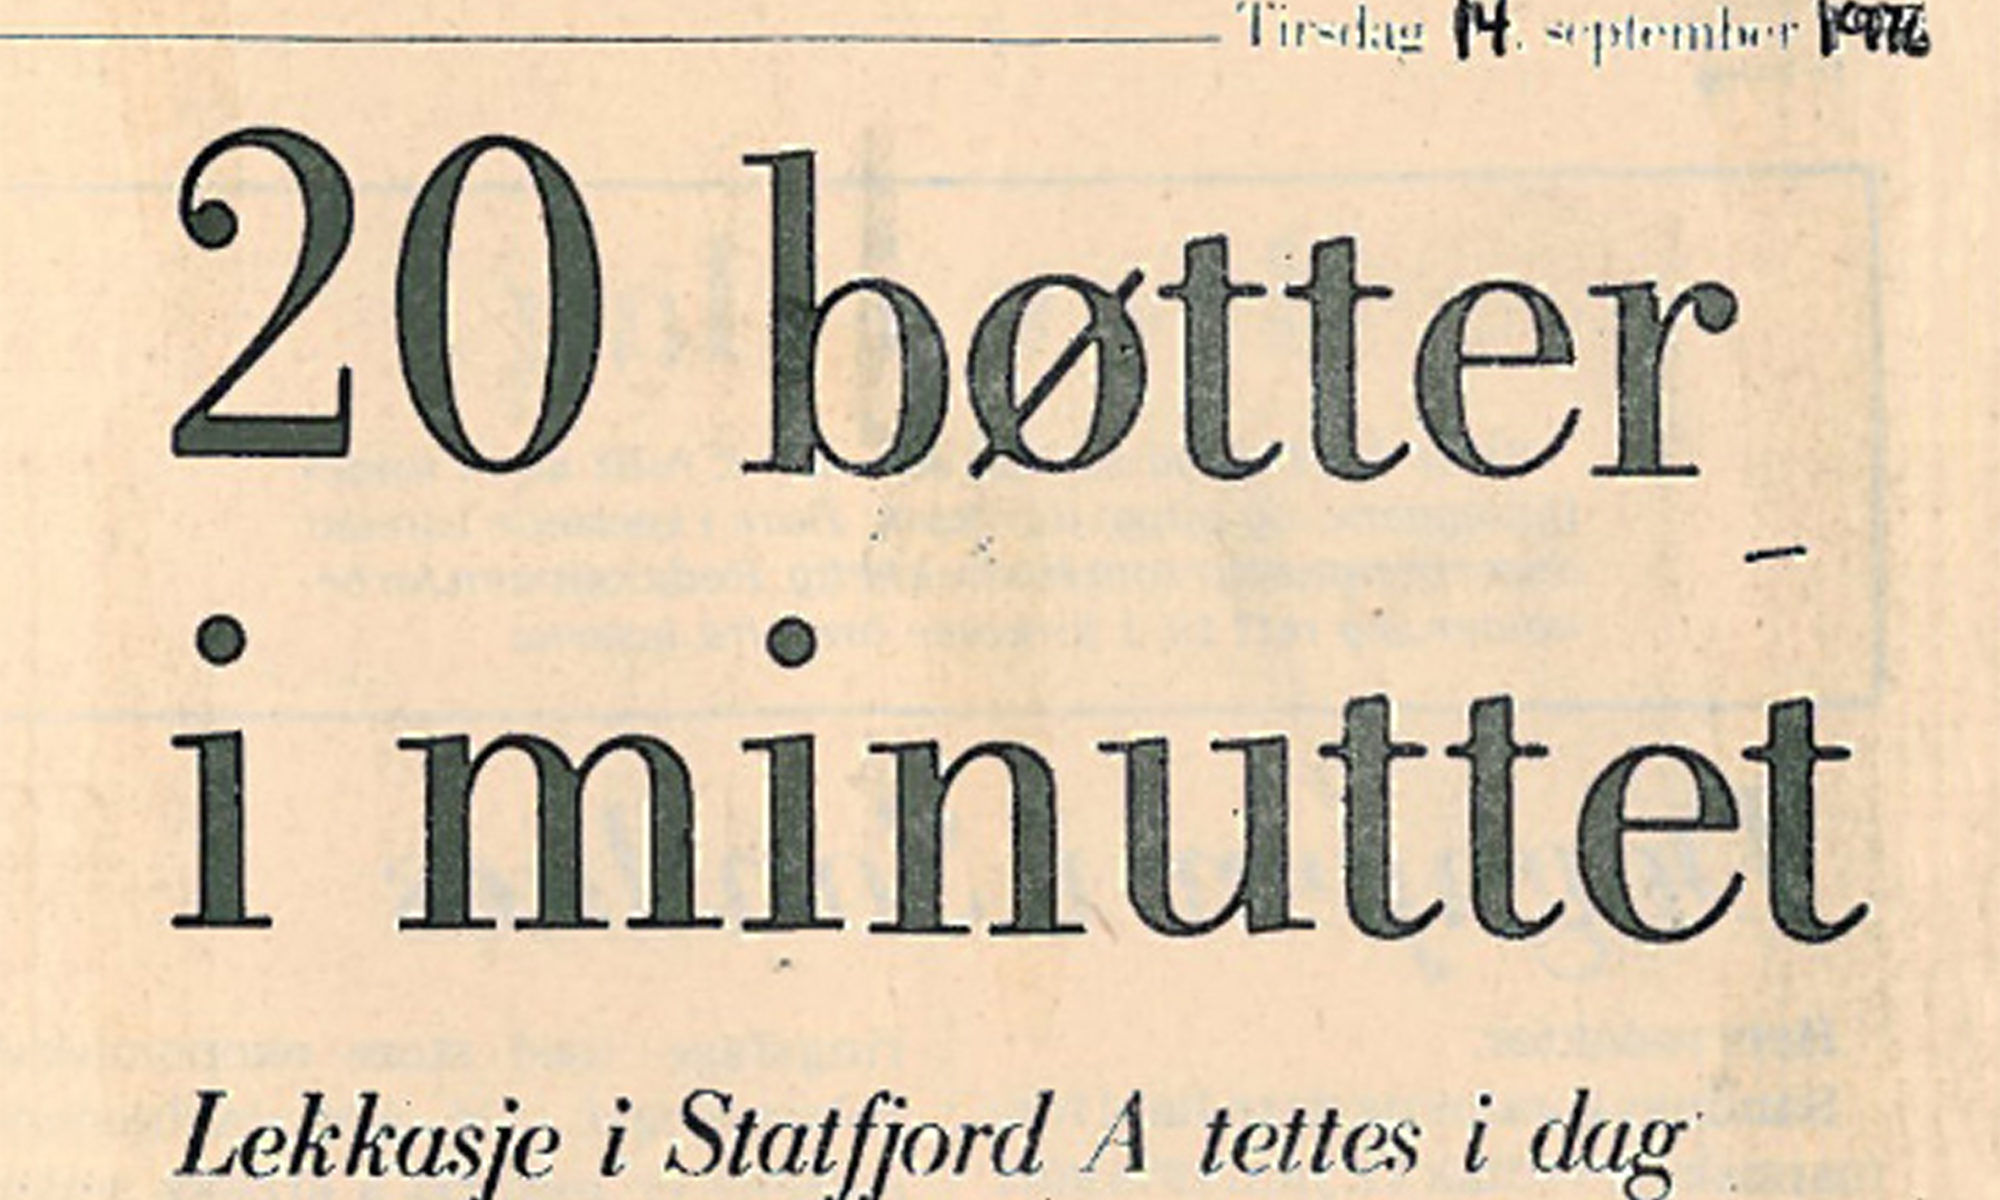 Tirsdag 14. september 1976
20 bøtter
i minuttet
Lekkasje i Statfjord A tettes i dag